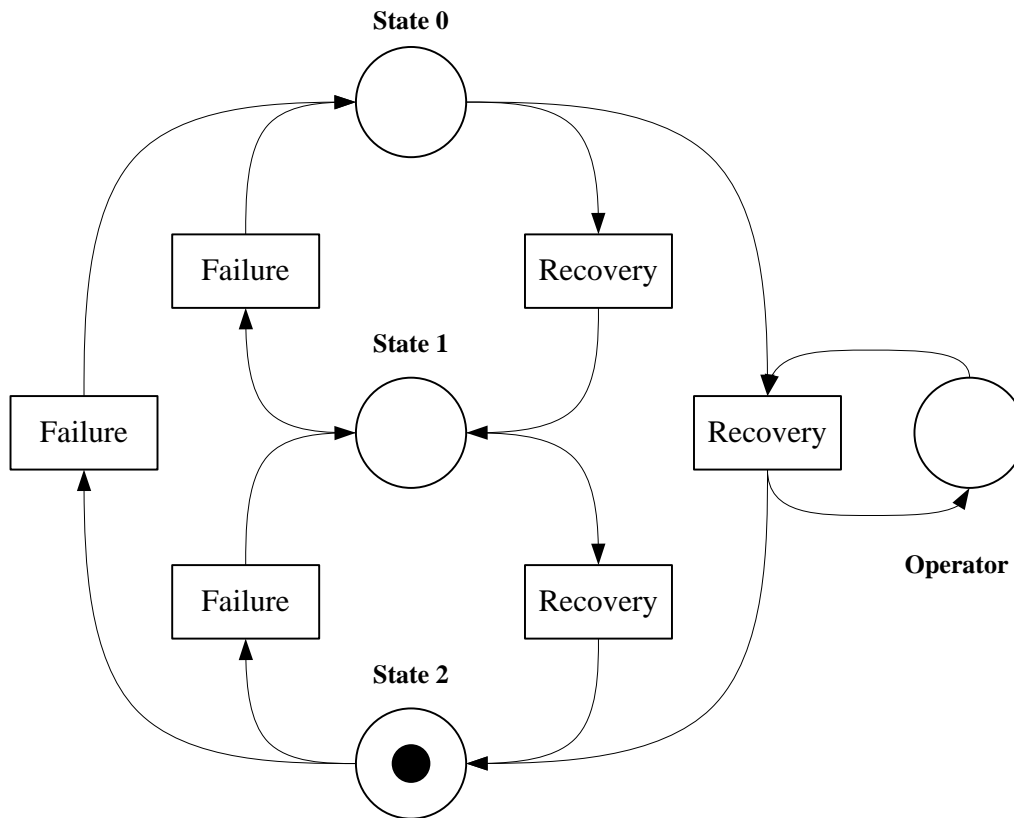 State 0
Failure
Recovery
State 1
Failure
Recovery
Failure
Recovery
Operator
State 2